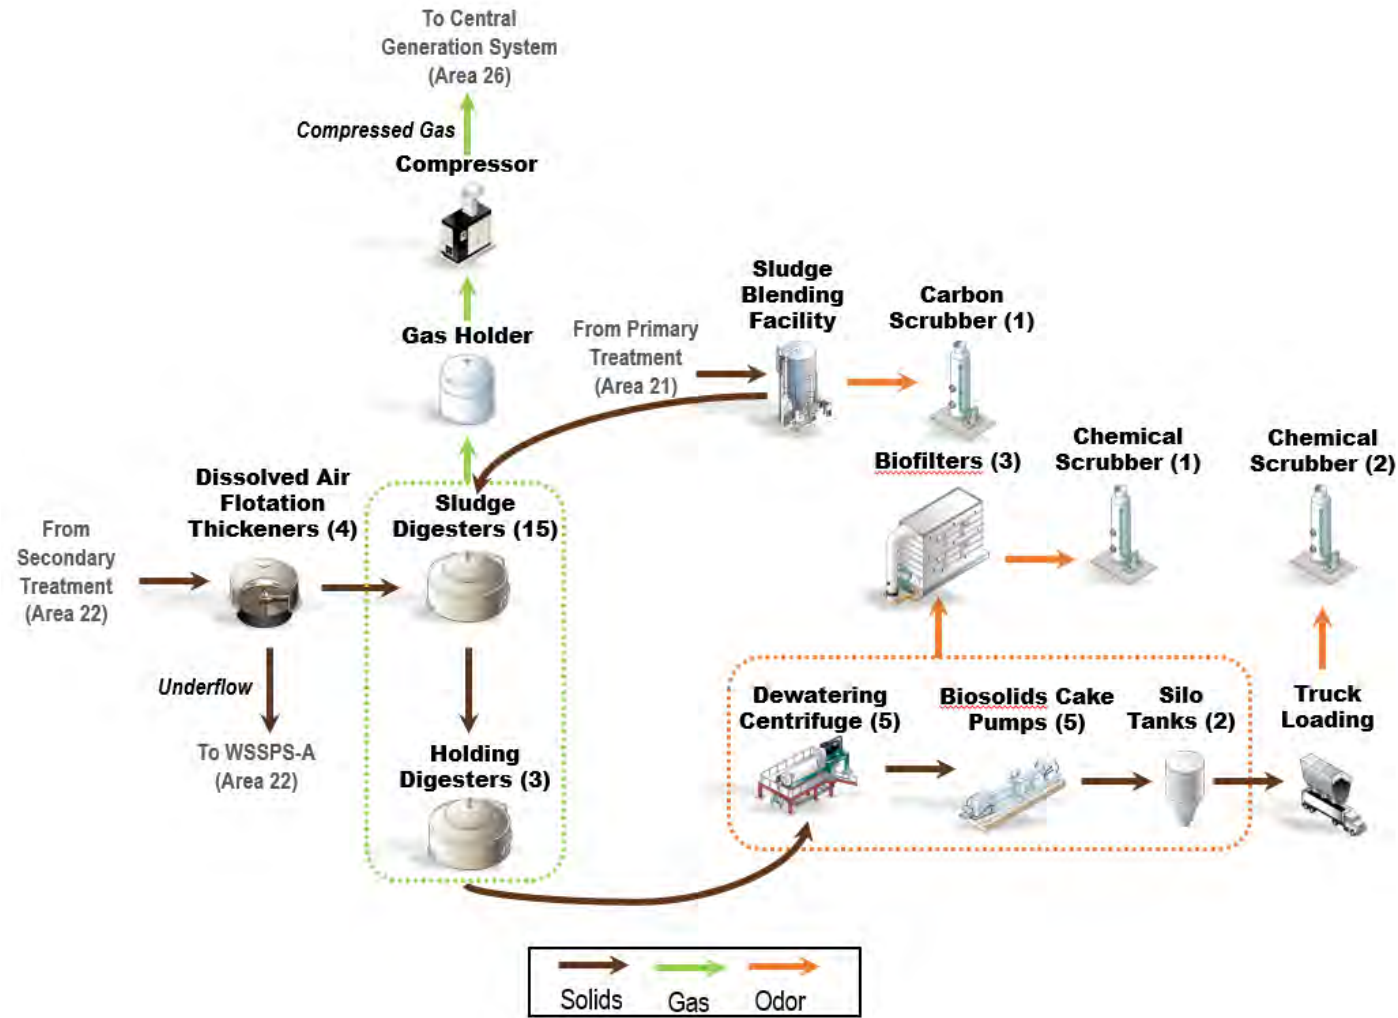 To Central
Generation System
(Area 26)
Compressed Gas
Compressor
Gas Holder
Sludge
Blending
Facility
Carbon
Scrubber (1)
From Primary
Treatment
(Area 21)
Biofilters (3)
Chemical
Scrubber (1)
Chemical
Scrubber (2)
Dissolved Air
Flotation
Thickeners (4)
Sludge
Digesters (15)
From
Secondary
Treatment
(Area 22)
Underflow
To WSSPS-A
(Area 22)
Holding
Digesters (3)
Dewatering
Centrifuge (5)
Biosolids Cake
Pumps (5)
Silo
Tanks (2)
Truck
Loading
Solids
Gas
Odor